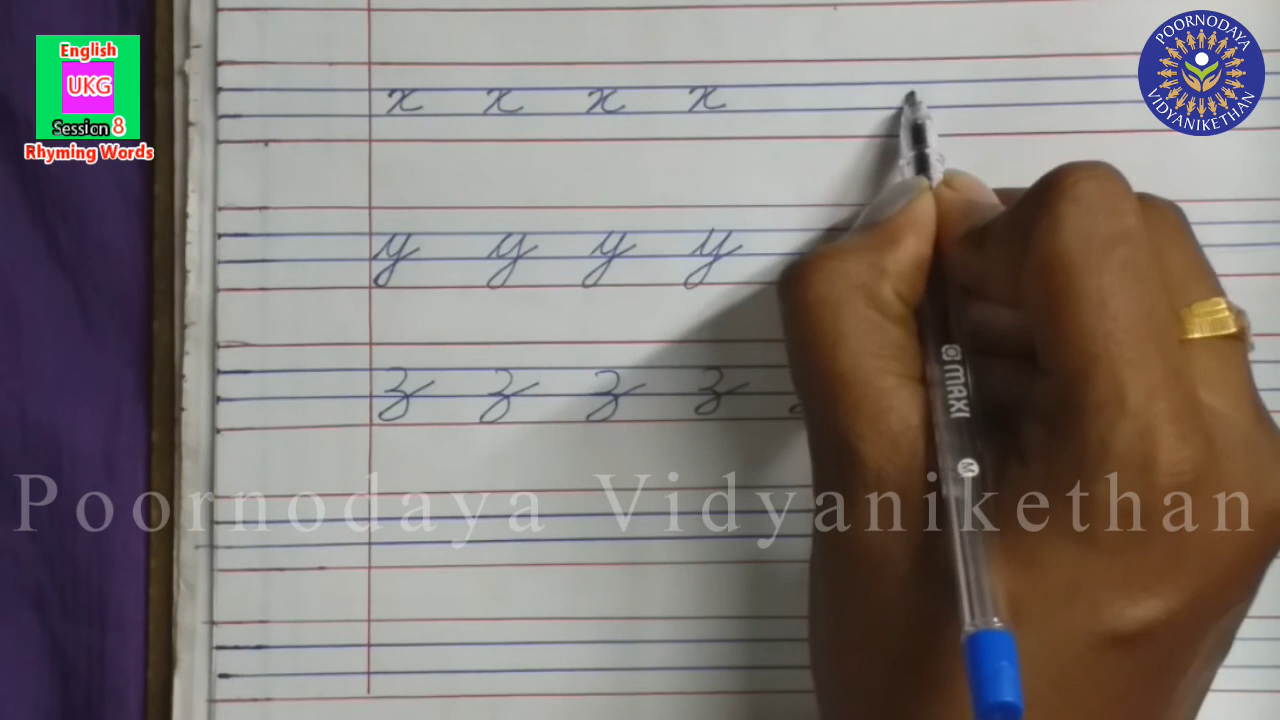 English
UKG
Session 8
Rhyming Words
POORNODAYA
VIDYANIKETHAN
x x x x
y y y y
z z z z
MAXI
M
Poornodaya Vidyanikethan